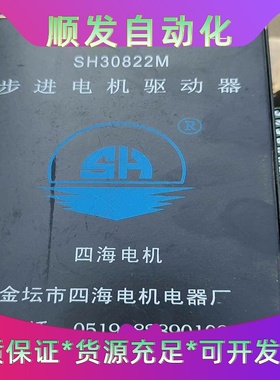 顺发自动化
SH30822M
步进电机驱动器
®
SH
四海电机
金坛市四海电机电器厂
0519
质保证*货源充足*可开发